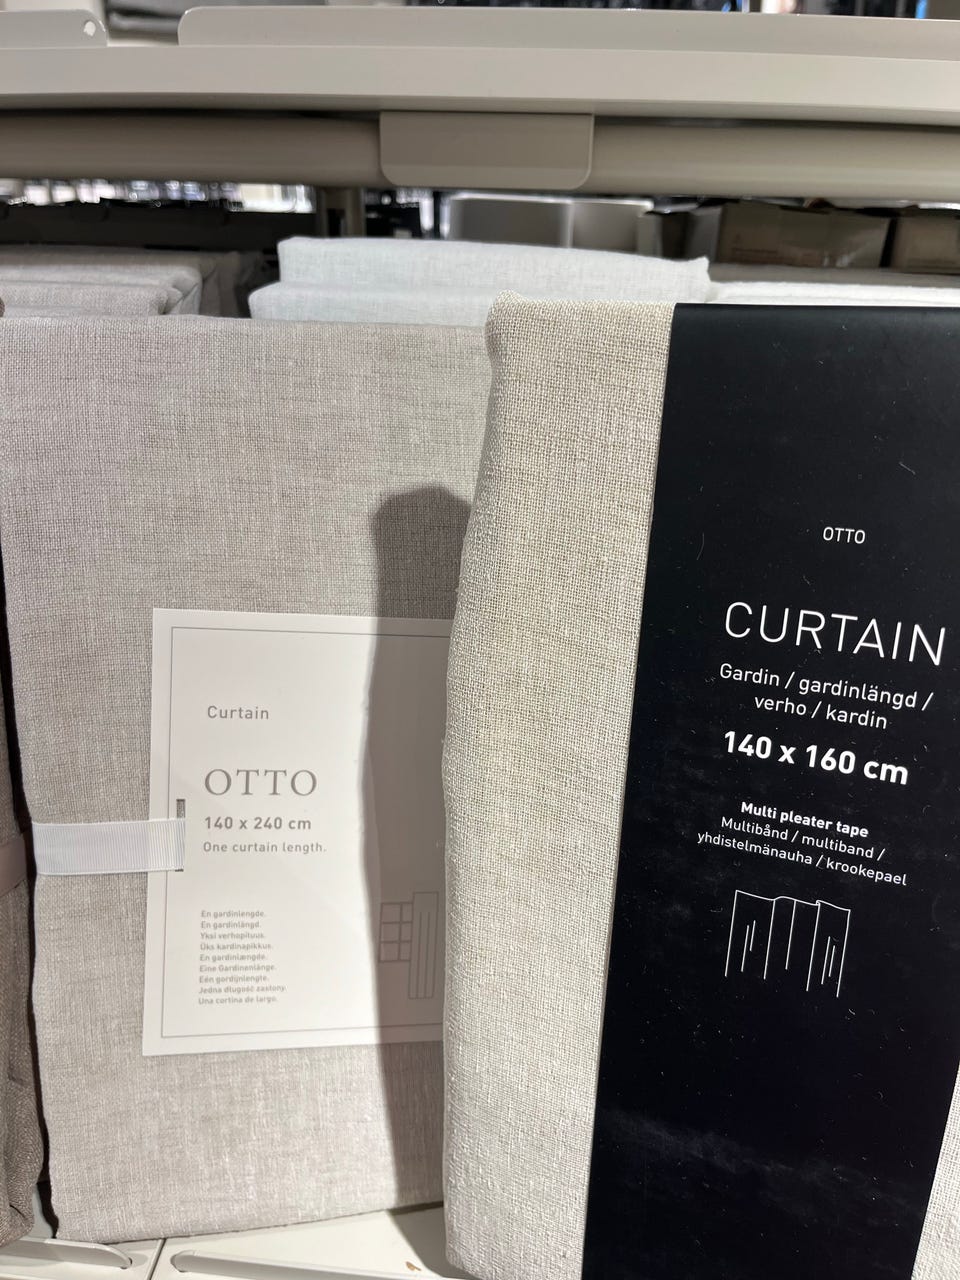 Curtain
OTTO
140 x 240 cm
One curtain length.
En gardinlengde.
En gardinlängd.
Yksi verhopituus.
Üks kardinapikkus.
En gardinlængde.
Eine Gardinenlänge.
Eén gordijnlengte.
Jedna długość zasłony.
Una cortina de largo.
OTTO
CURTAIN
Gardin / gardinlängd /
verho / kardin
140 x 160 cm
Multi pleater tape
Multibånd / multiband /
yhdistelmänauha / krookepael